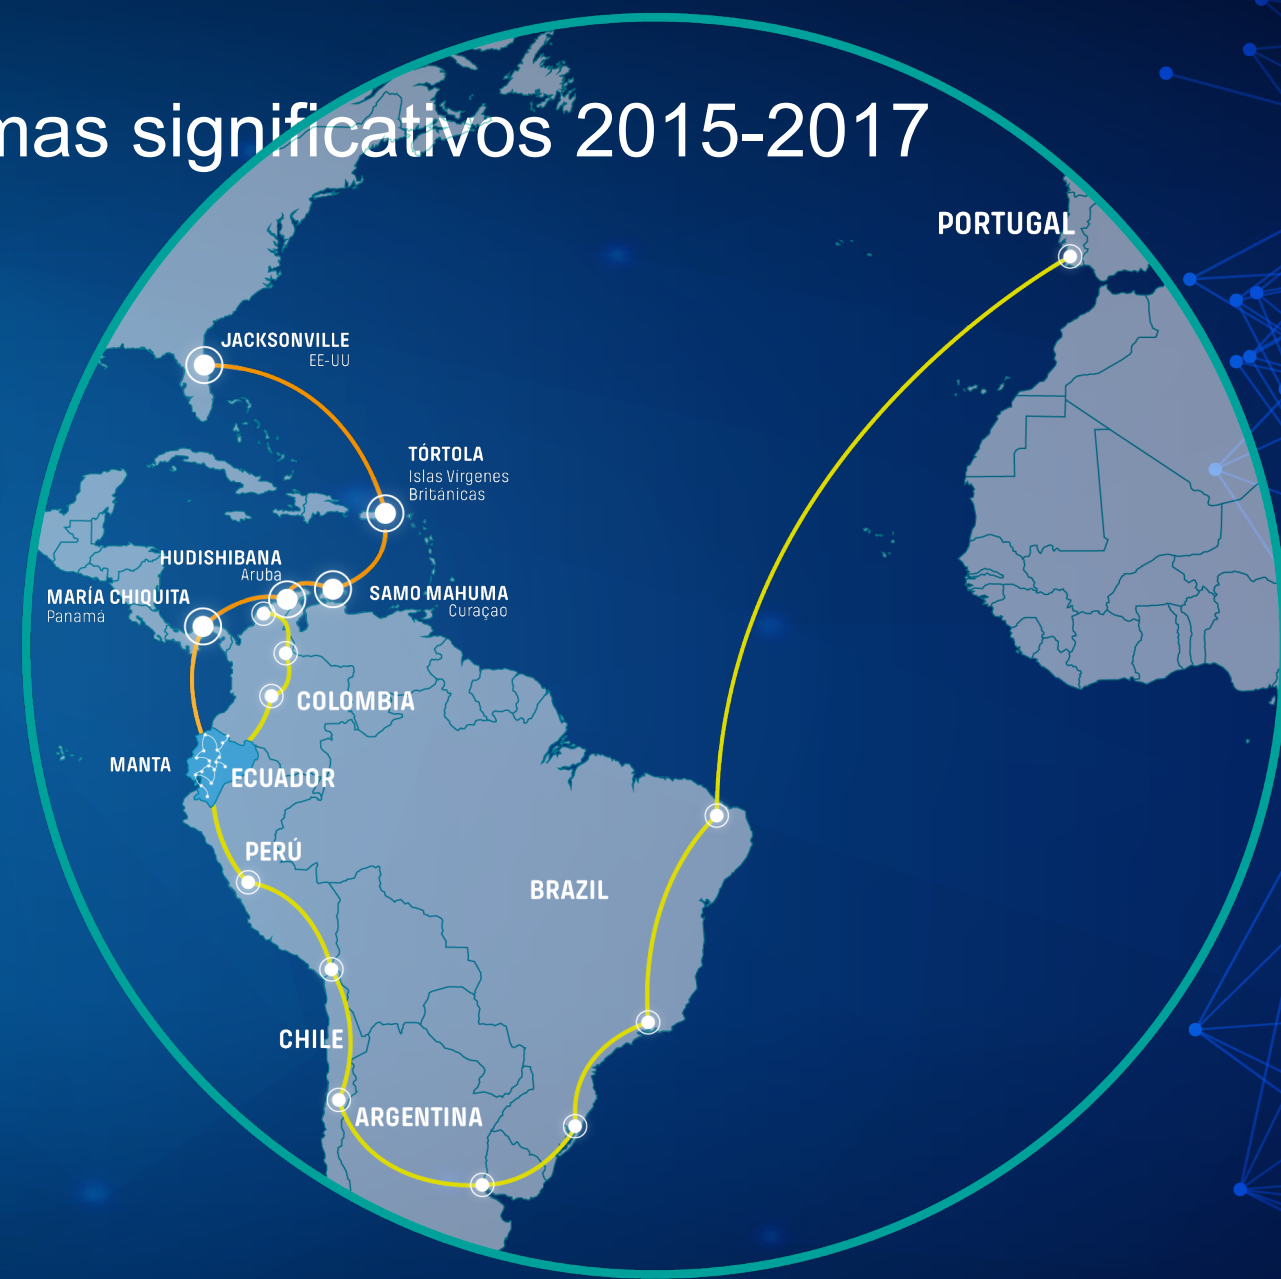 mas significativos 2015-2017
PORTUGAL
JACKSONVILLE
EE-UU
TÓRTOLA
Islas Vírgenes
Británicas
HUDISHIBANA
Aruba
MARÍA CHIQUITA
Panamá
SAMO MAHUMA
Curaçao
COLOMBIA
MANTA
ECUADOR
PERÚ
BRAZIL
CHILE
ARGENTINA